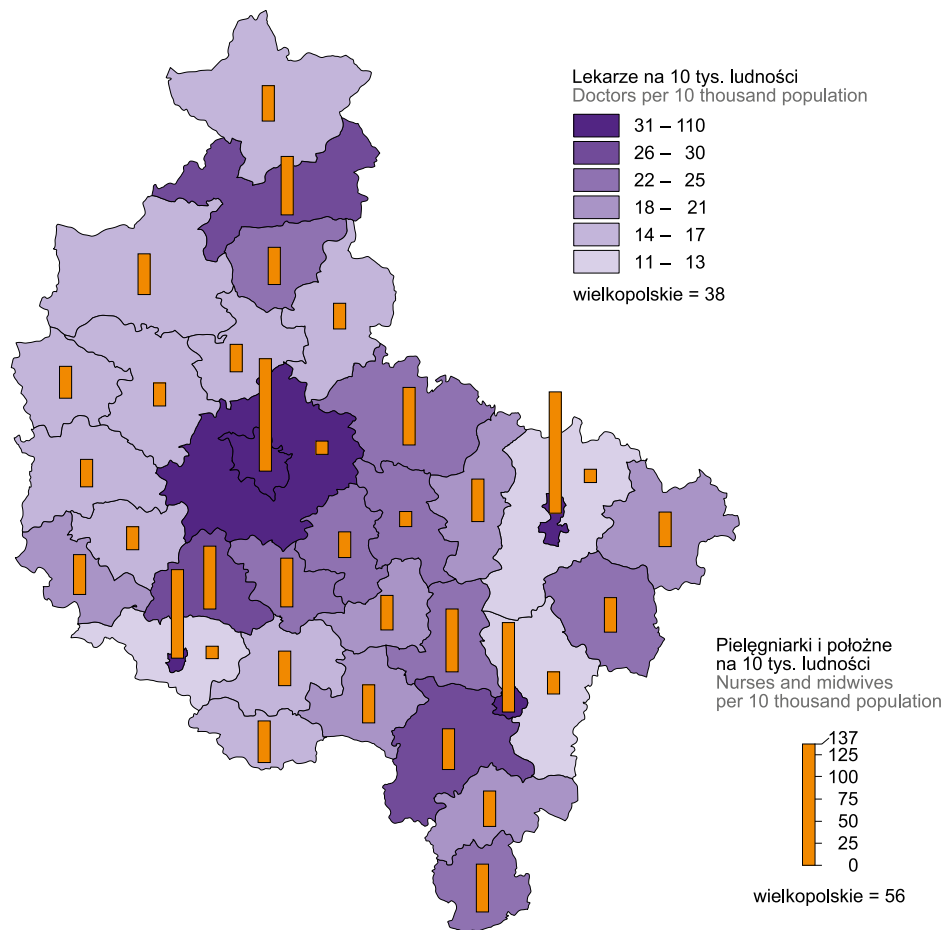 Lekarze na 10 tys. ludności
Doctors per 10 thousand population
31 – 110
26 – 30
22 – 25
18 – 21
14 – 17
11 – 13
wielkopolskie = 38
Pielęgniarki i położne
na 10 tys. ludności
Nurses and midwives
per 10 thousand population
137
125
100
75
50
25
0
wielkopolskie = 56